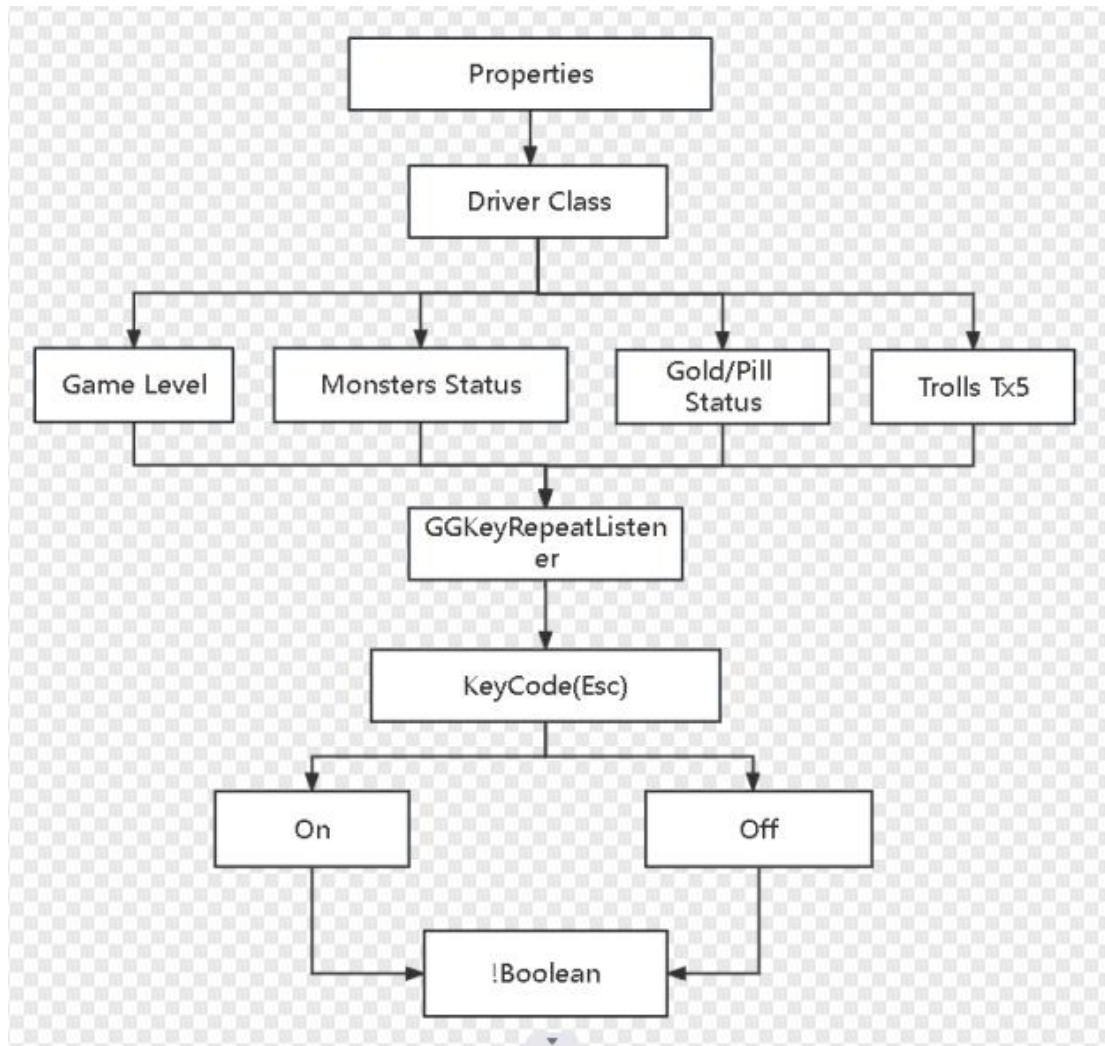 Properties
Driver Class
Game Level
Monsters Status
Gold/Pill
Status
Trolls Tx5
GGKeyRepeatListen
er
KeyCode(Esc)
On
Off
!Boolean